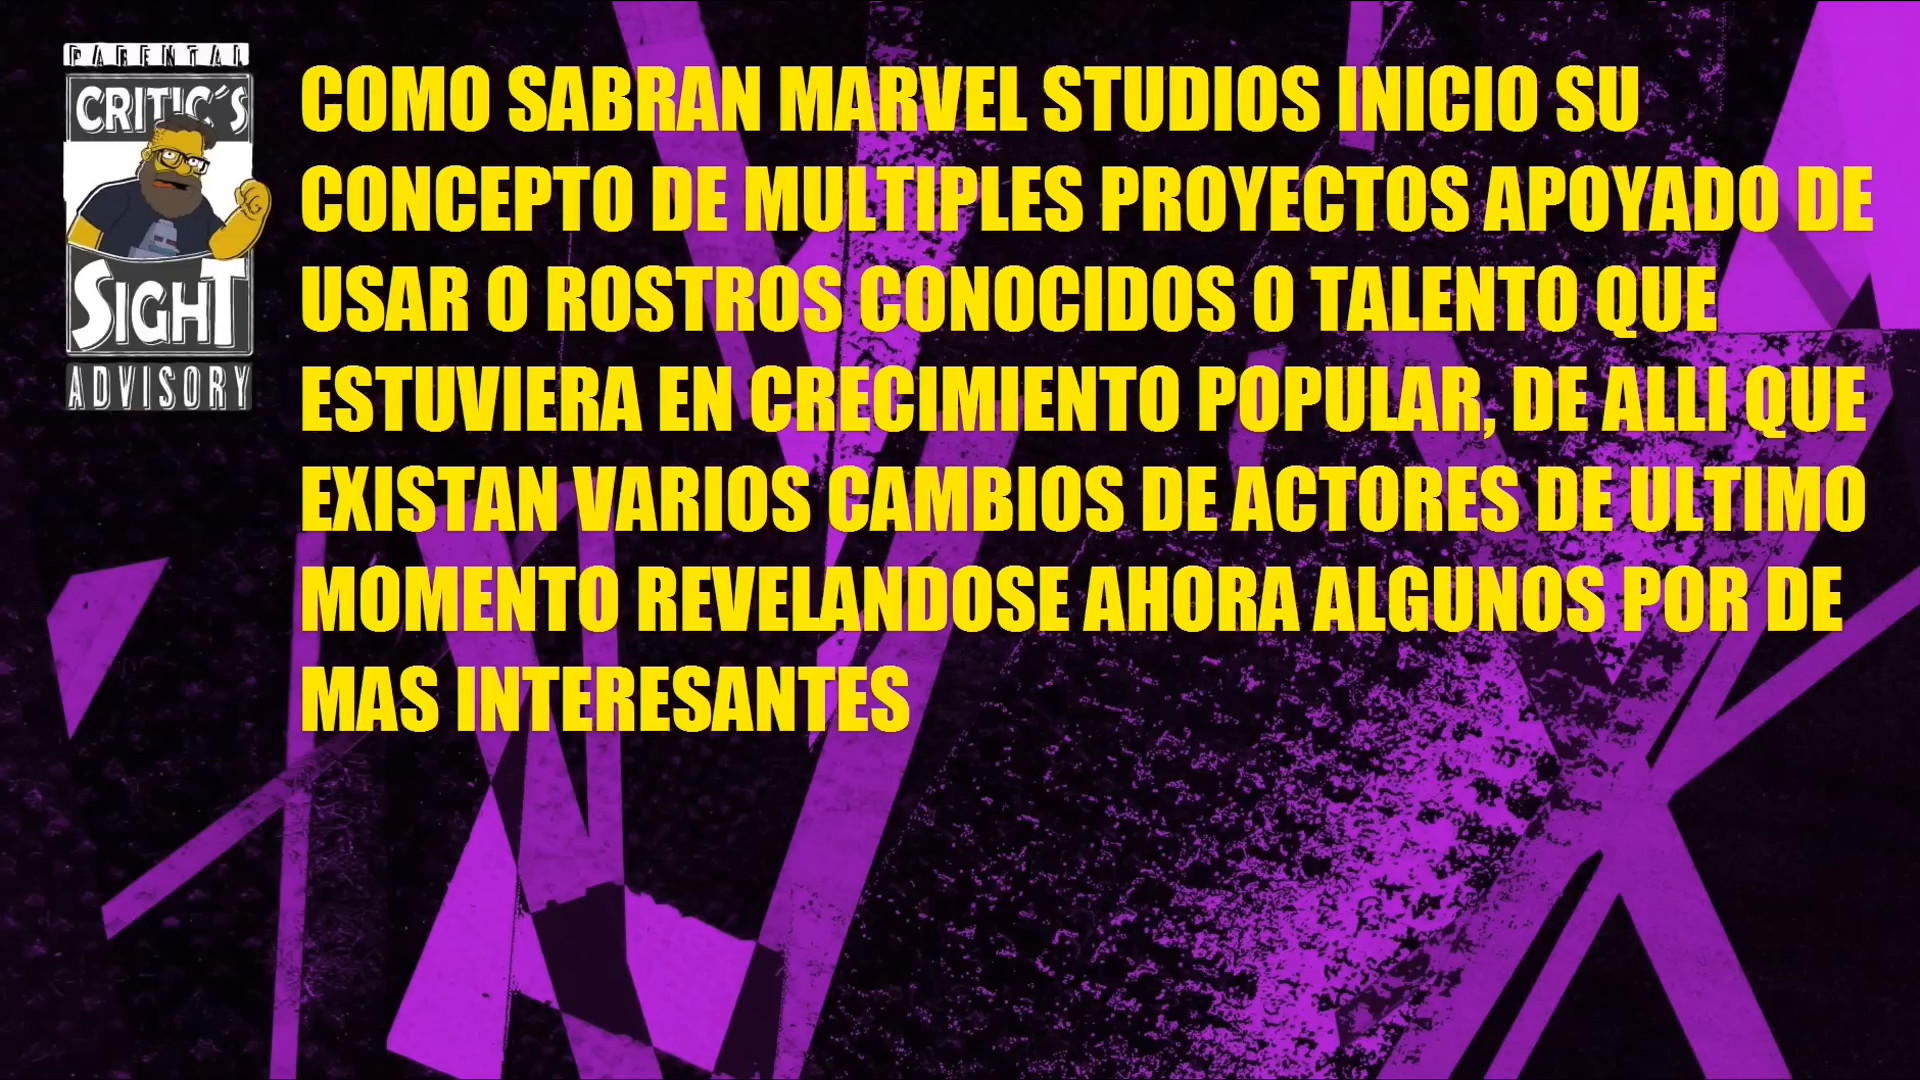 PARENTAL
CRITIC´S
SIGHT
ADVISORY
COMO SABRAN MARVEL STUDIOS INICIO SU
CONCEPTO DE MULTIPLES PROYECTOS APOYADO DE
USAR O ROSTROS CONOCIDOS O TALENTO QUE
ESTUVIERA EN CRECIMIENTO POPULAR, DE ALLI QUE
EXISTAN VARIOS CAMBIOS DE ACTORES DE ULTIMO
MOMENTO REVELANDOSE AHORA ALGUNOS POR DE
MAS INTERESANTES